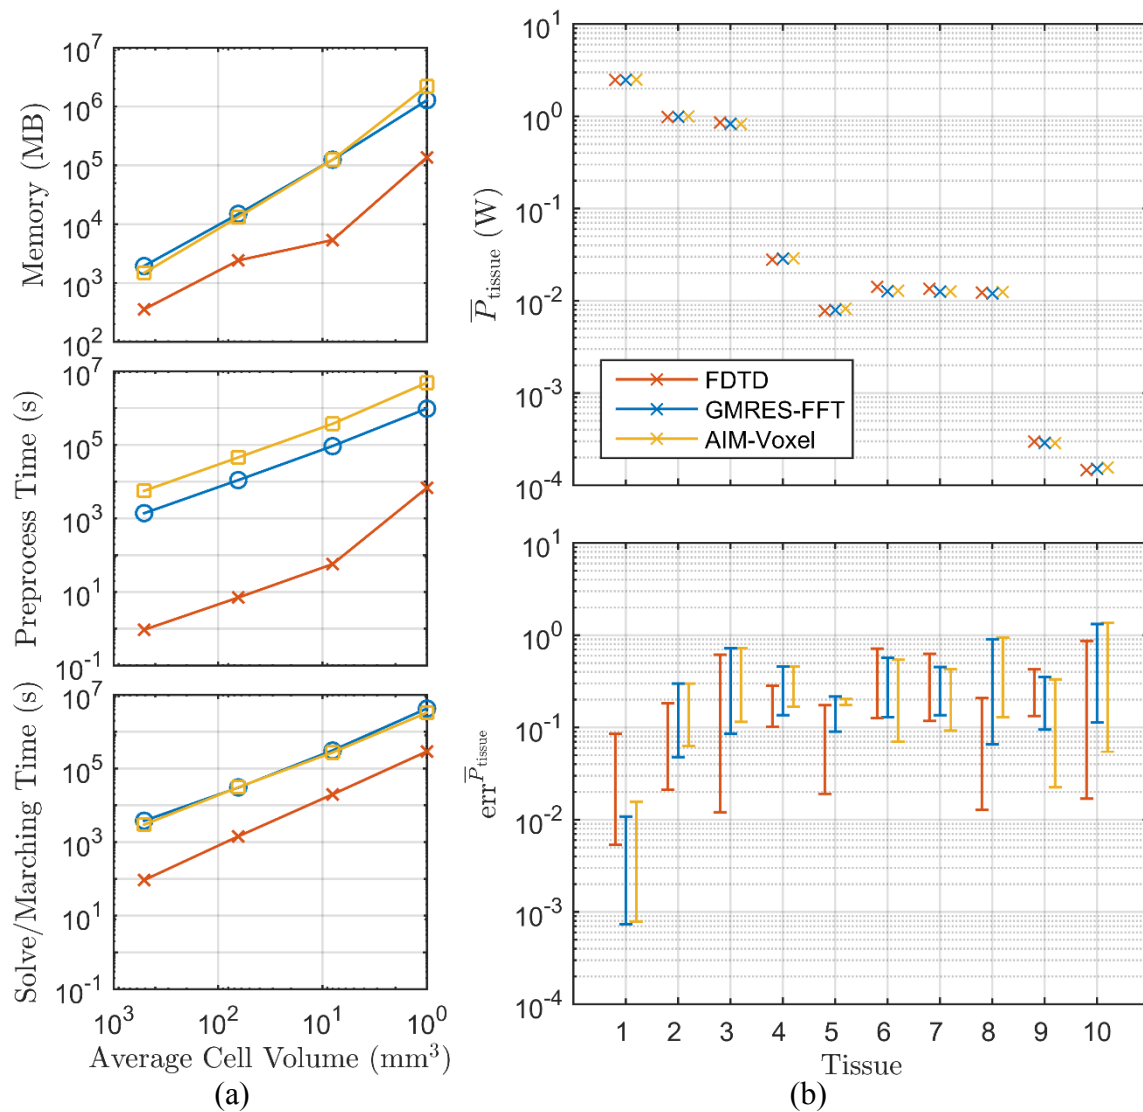 Memory (MB)
10^7
10^6
10^5
10^4
10^3
10^2
Preprocess Time (s)
10^7
10^5
10^3
10^1
10^-1
Solve/Marching Time (s)
10^7
10^5
10^3
10^1
10^-1
10^3 10^2 10^1 10^0
Average Cell Volume (mm^3)
(a)
P̅_tissue (W)
10^1
10^0
10^-1
10^-2
10^-3
10^-4
FDTD
GMRES-FFT
AIM-Voxel
err^P̅_tissue
10^1
10^0
10^-1
10^-2
10^-3
10^-4
1 2 3 4 5 6 7 8 9 10
Tissue
(b)